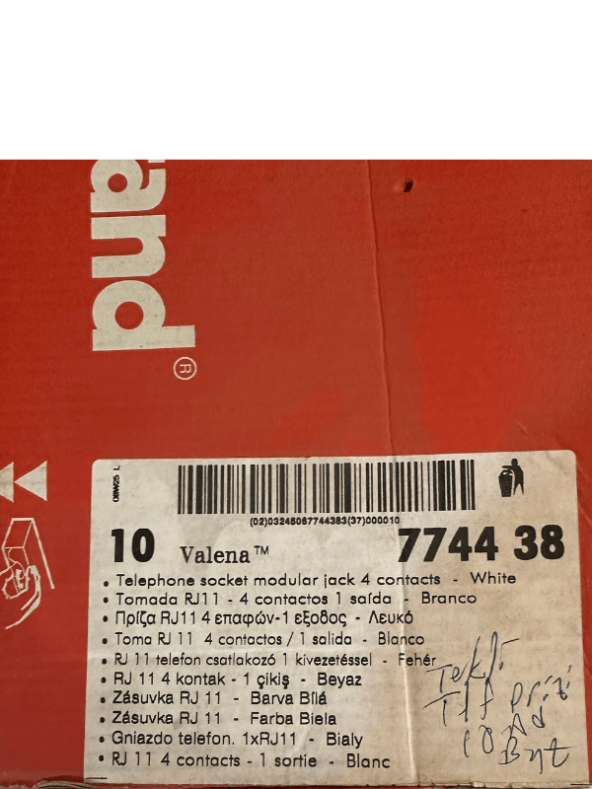 and®
OBW25 L
(02)03245067744383(37)000010
10 Valena™ 7744 38
• Telephone socket modular jack 4 contacts - White
• Tomada RJ11 - 4 contactos 1 saída - Branco
• Πρίζα RJ11 4 επαφών-1 εξοδος - Λευκό
• Toma RJ 11 4 contactos / 1 salida - Blanco
• RJ 11 telefon csatlakozó 1 kivezetéssel - Fehér
• RJ 11 4 kontak - 1 çikiş - Beyaz
• Zásuvka RJ 11 - Barva Bílá
• Zásuvka RJ 11 - Farba Biela
• Gniazdo telefon. 1xRJ11 - Bialy
• RJ 11 4 contacts - 1 sortie - Blanc
Tekli
Tlf prizi